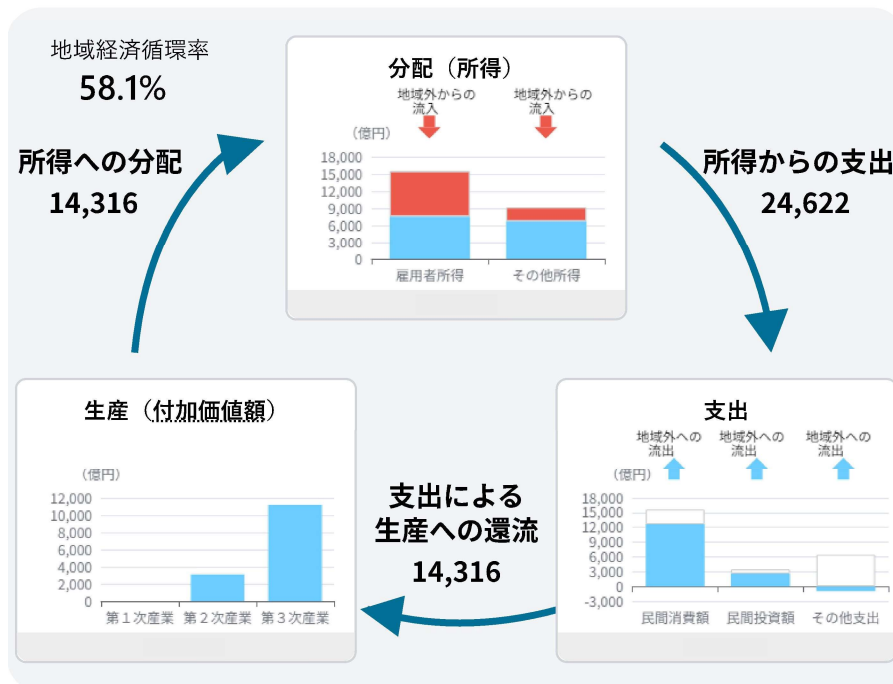 地域経済循環率
58.1%
所得への分配
14,316
分配（所得）
地域外からの
流入
地域外からの
流入
（億円）
18,000
15,000
12,000
9,000
6,000
3,000
0
雇用者所得
その他所得
所得からの支出
24,622
生産（付加価値額）
（億円）
12,000
10,000
8,000
6,000
4,000
2,000
0
第１次産業
第２次産業
第３次産業
支出による
生産への還流
14,316
支出
地域外への
流出
地域外への
流出
地域外への
流出
（億円）
18,000
15,000
12,000
9,000
6,000
3,000
0
-3,000
民間消費額
民間投資額
その他支出